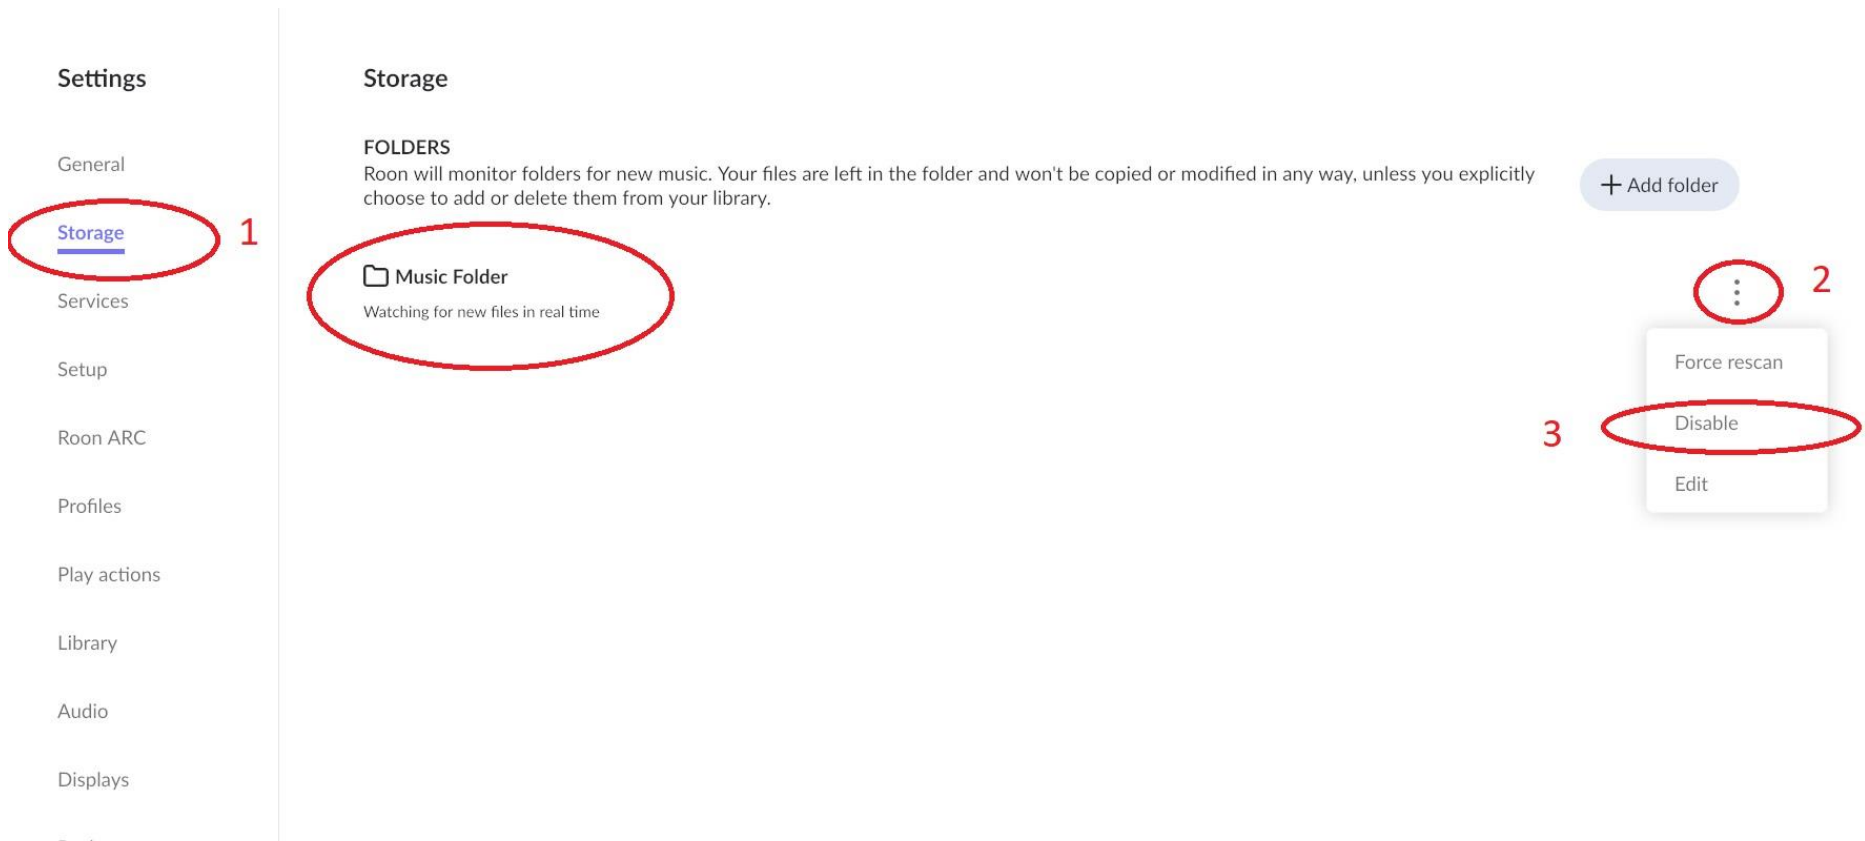 Settings
General
Storage
1
Services
Setup
Roon ARC
Profiles
Play actions
Library
Audio
Displays
Storage
FOLDERS
Roon will monitor folders for new music. Your files are left in the folder and won't be copied or modified in any way, unless you explicitly
choose to add or delete them from your library.
+ Add folder
Music Folder
Watching for new files in real time
2
Force rescan
3
Disable
Edit